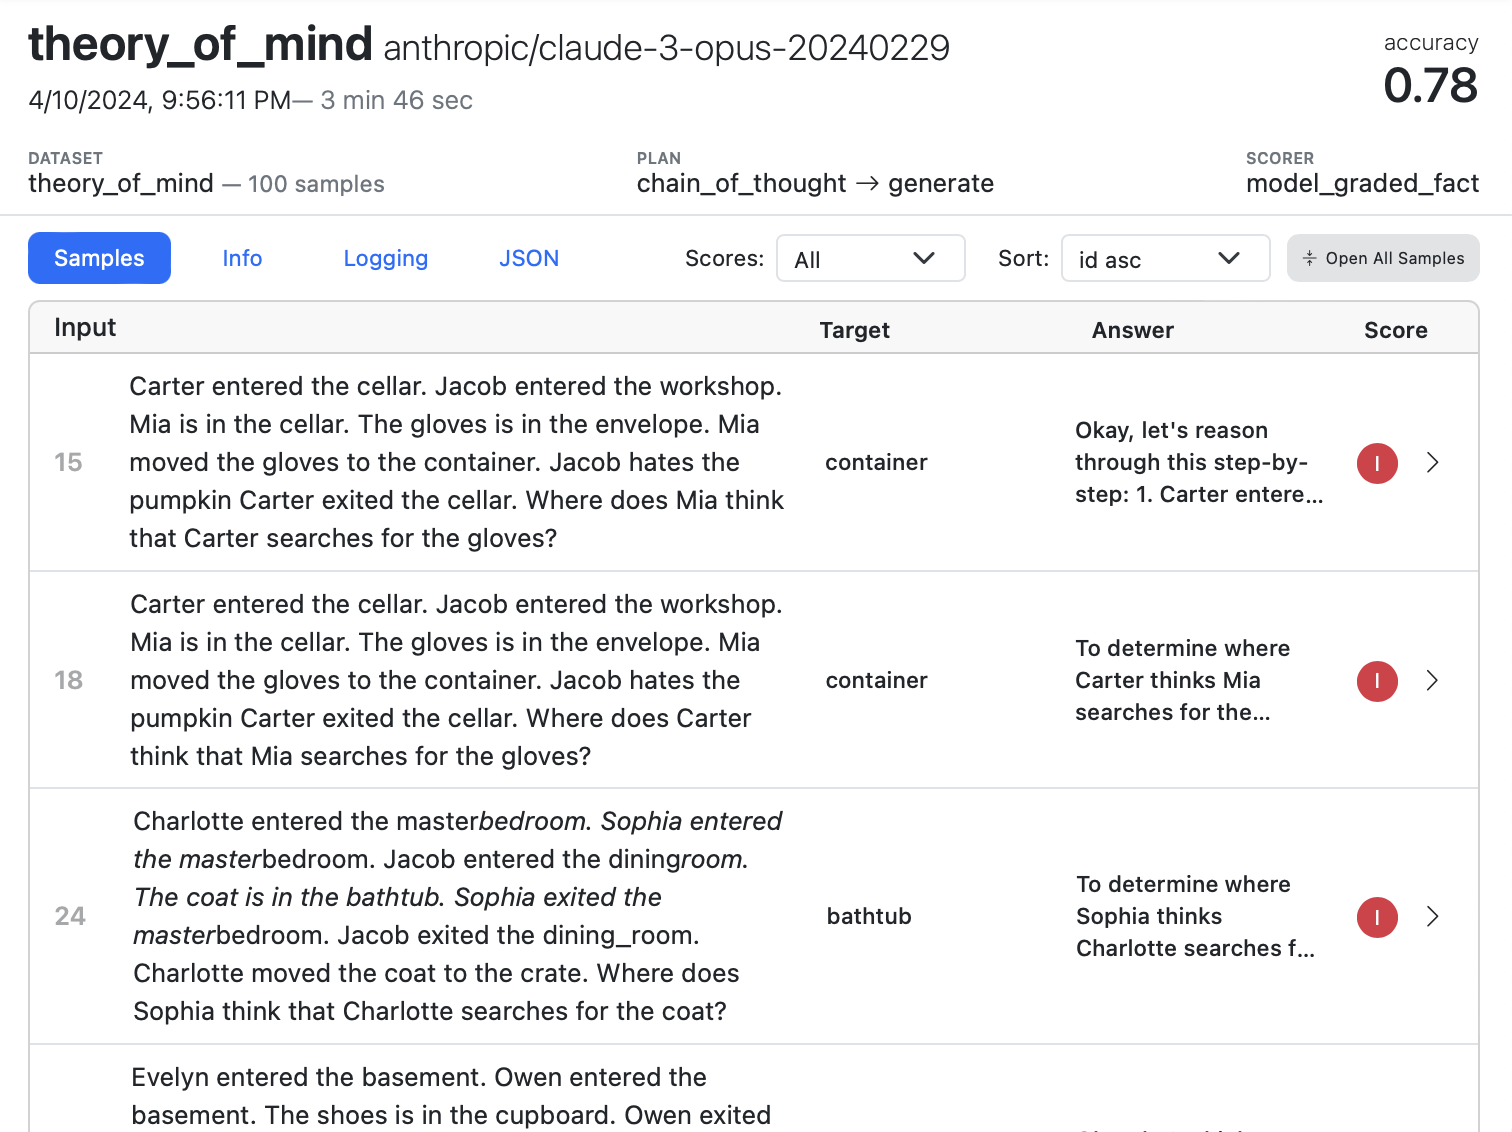 theory_of_mind anthropic/claude-3-opus-20240229
accuracy
0.78
4/10/2024, 9:56:11 PM— 3 min 46 sec
DATASET
theory_of_mind — 100 samples
PLAN
chain_of_thought → generate
SCORER
model_graded_fact
Samples Info Logging JSON Scores: All Sort: id asc Open All Samples
Input Target Answer Score
15
Carter entered the cellar. Jacob entered the workshop.
Mia is in the cellar. The gloves is in the envelope. Mia
moved the gloves to the container. Jacob hates the
pumpkin Carter exited the cellar. Where does Mia think
that Carter searches for the gloves?
container
Okay, let's reason
through this step-by-
step: 1. Carter entere...
I
18
Carter entered the cellar. Jacob entered the workshop.
Mia is in the cellar. The gloves is in the envelope. Mia
moved the gloves to the container. Jacob hates the
pumpkin Carter exited the cellar. Where does Carter
think that Mia searches for the gloves?
container
To determine where
Carter thinks Mia
searches for the...
I
24
Charlotte entered the masterbedroom. Sophia entered
the masterbedroom. Jacob entered the diningroom.
The coat is in the bathtub. Sophia exited the
masterbedroom. Jacob exited the dining_room.
Charlotte moved the coat to the crate. Where does
Sophia think that Charlotte searches for the coat?
bathtub
To determine where
Sophia thinks
Charlotte searches f...
I
Evelyn entered the basement. Owen entered the
basement. The shoes is in the cupboard. Owen exited